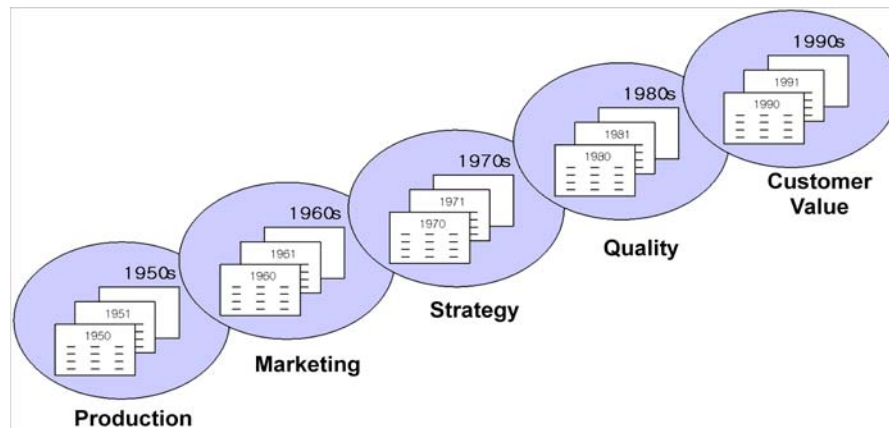 1950s
1951
1950
Production
1960s
1961
1960
Marketing
1970s
1971
1970
Strategy
1980s
1981
1980
Quality
1990s
1991
1990
Customer
Value